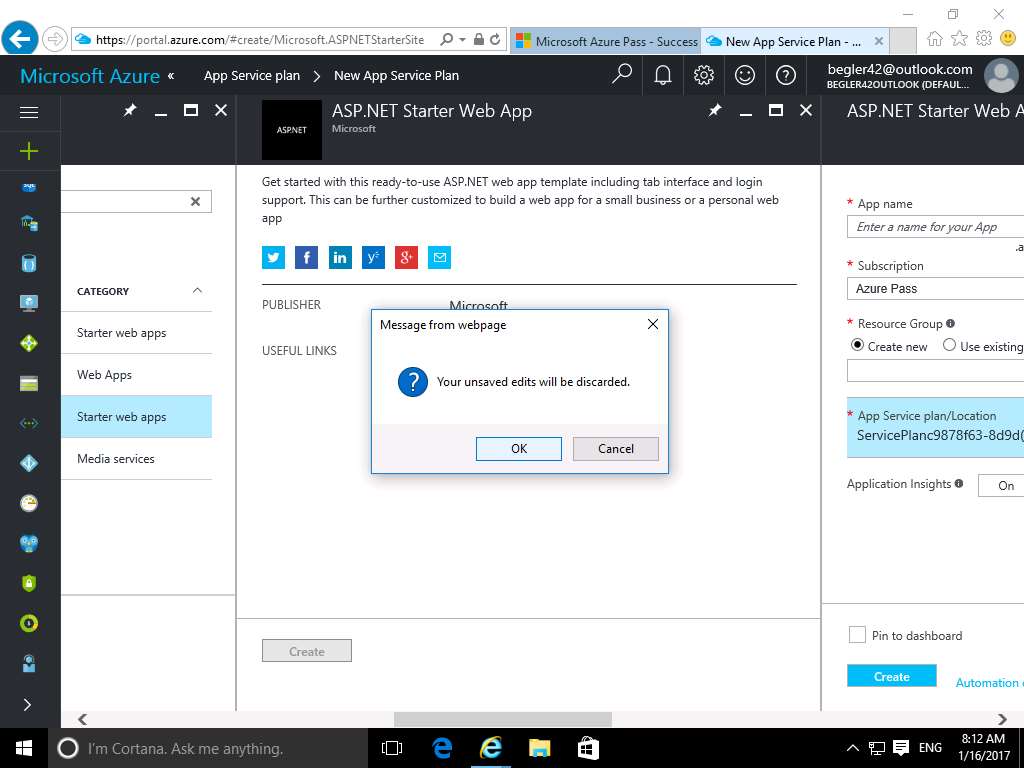 https://portal.azure.com/#create/Microsoft.ASPNETStarterSite
Microsoft Azure Pass - Success
New App Service Plan - ...
Microsoft Azure «
App Service plan
New App Service Plan
begler42@outlook.com
BEGLER42OUTLOOK (DEFAUL...
ASP.NET
ASP.NET Starter Web App
Microsoft
ASP.NET Starter Web A
Get started with this ready-to-use ASP.NET web app template including tab interface and login
support. This can be further customized to build a web app for a small business or a personal web
app
PUBLISHER
Microsoft
USEFUL LINKS
CATEGORY
Starter web apps
Web Apps
Starter web apps
Media services
Message from webpage
Your unsaved edits will be discarded.
OK
Cancel
* App name
Enter a name for your App
.a
* Subscription
Azure Pass
* Resource Group
Create new
Use existing
* App Service plan/Location
ServicePlanc9878f63-8d9d(
Application Insights
On
Create
Pin to dashboard
Create
Automation
I'm Cortana. Ask me anything.
ENG
8:12 AM
1/16/2017